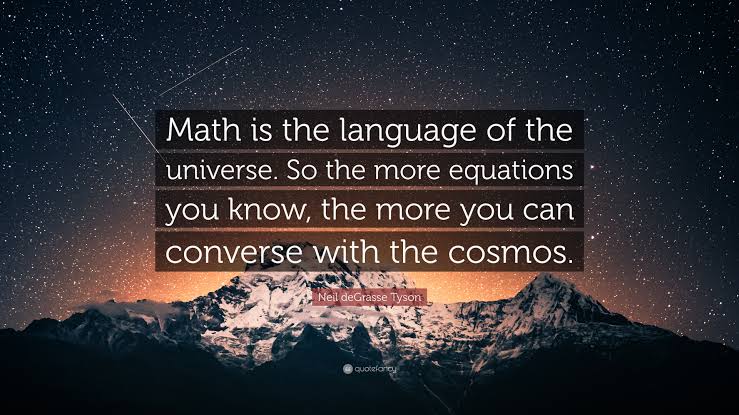 Math is the language of the
universe. So the more equations
you know, the more you can
converse with the cosmos.
Neil deGrasse Tyson
quotefancy